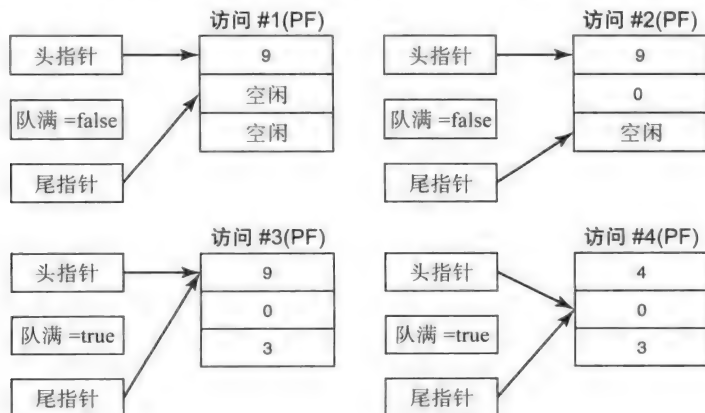 访问 #1(PF)
头指针
9
空闲
队满 =false
空闲
尾指针
访问 #2(PF)
头指针
9
0
队满 =false
空闲
尾指针
访问 #3(PF)
头指针
9
0
队满 =true
3
尾指针
访问 #4(PF)
头指针
4
0
队满 =true
3
尾指针